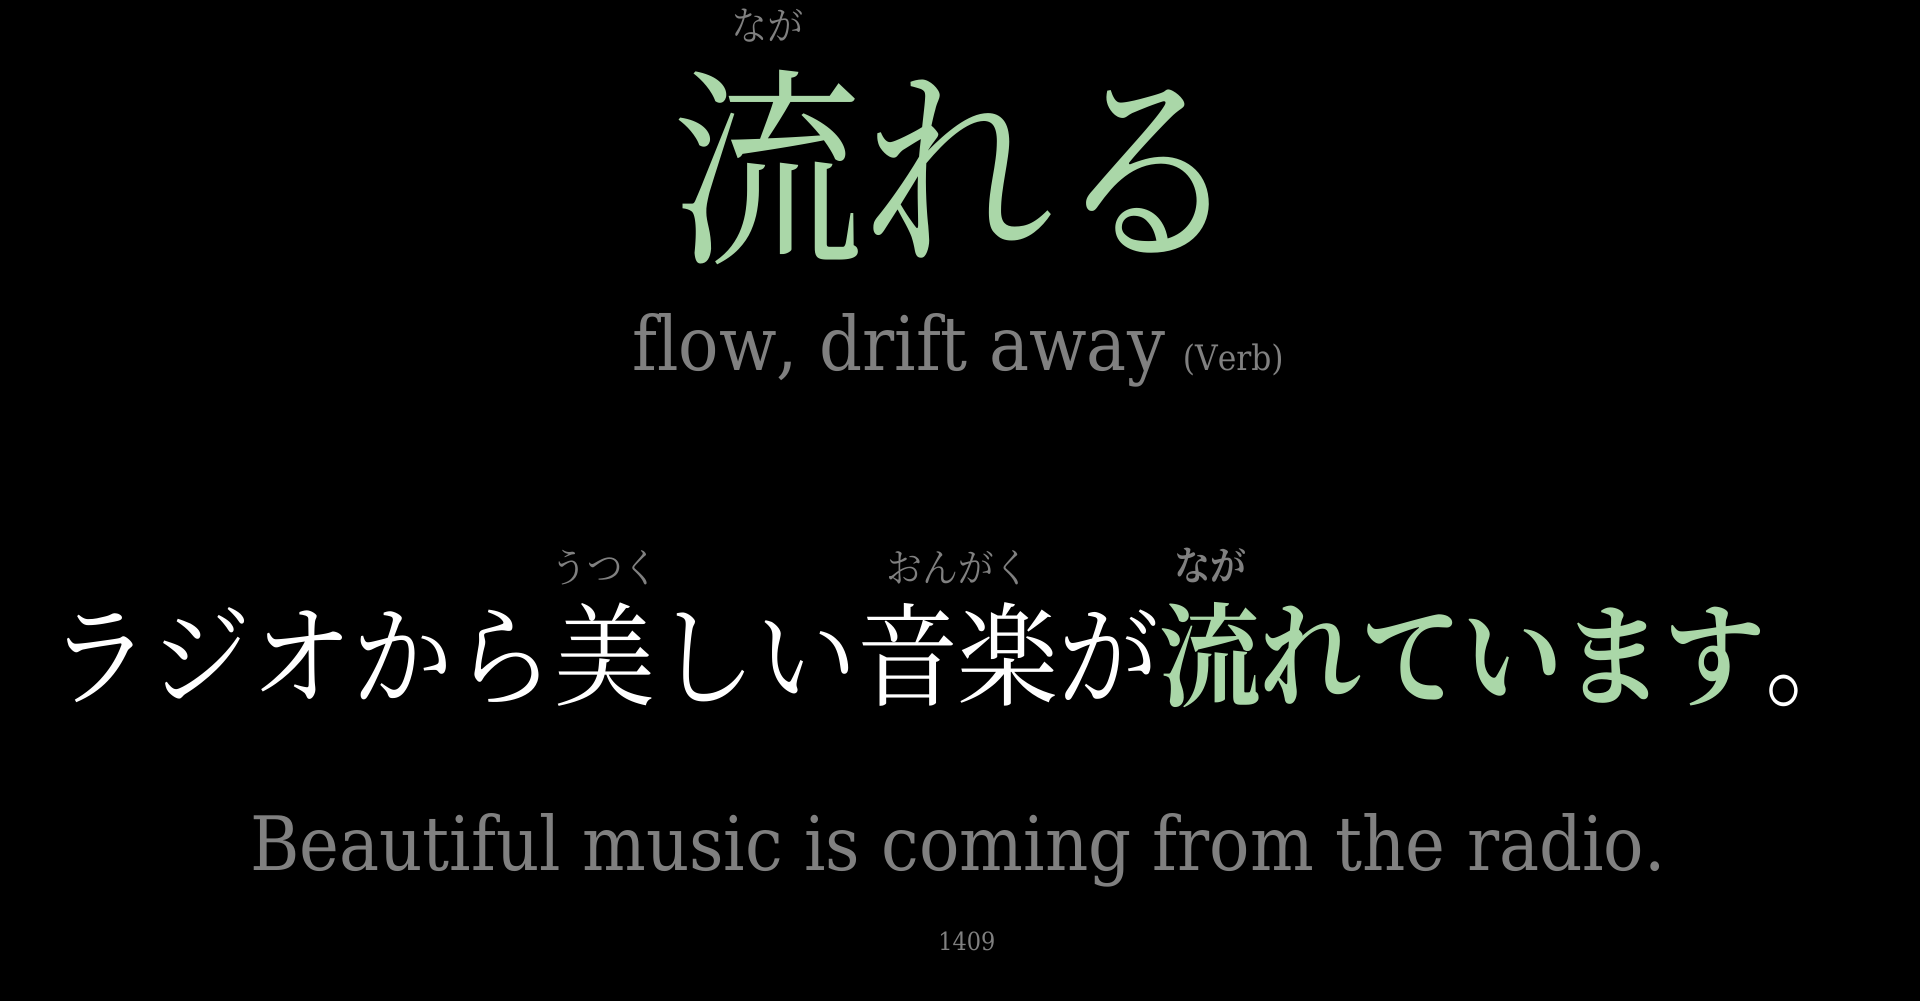 なが
流れる
flow, drift away (Verb)
うつく おんがく なが
ラジオから美しい音楽が流れています。
Beautiful music is coming from the radio.
1409